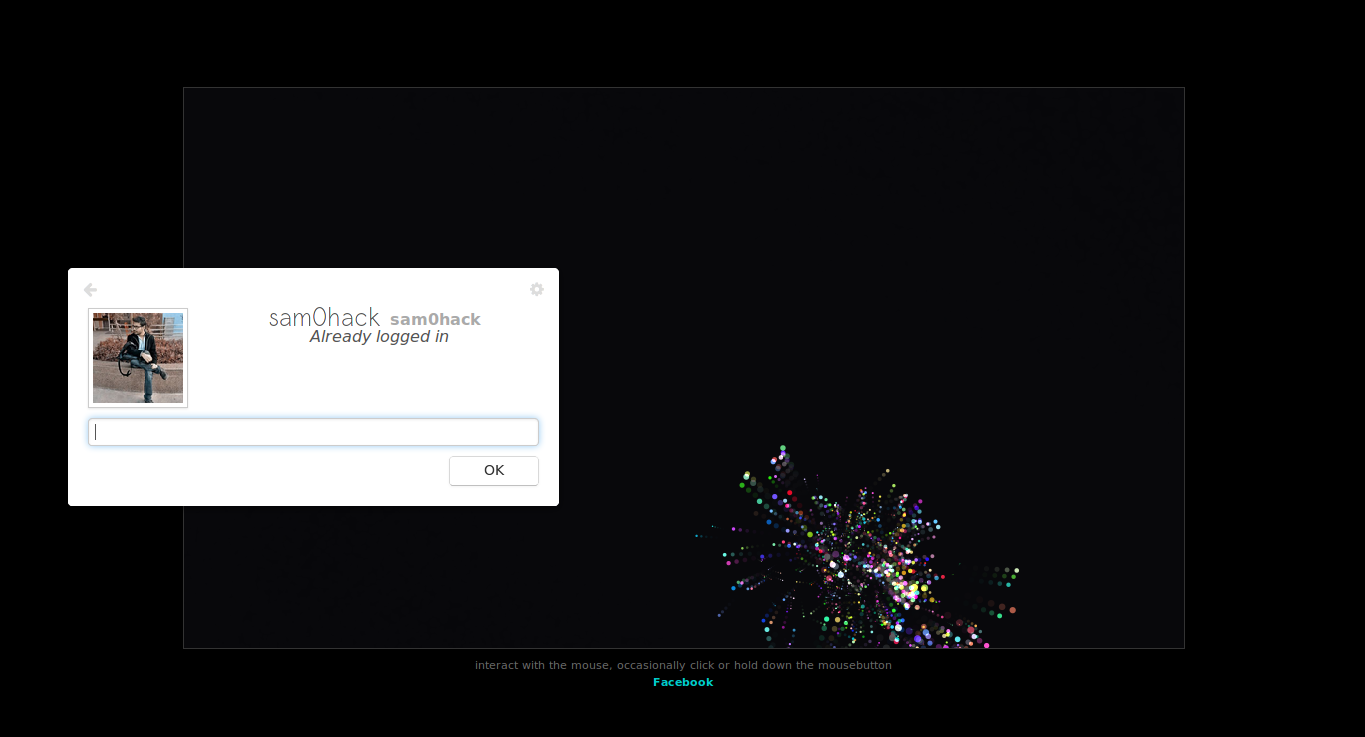 sam0hack sam0hack
Already logged in
OK
interact with the mouse, occasionally click or hold down the mousebutton
Facebook